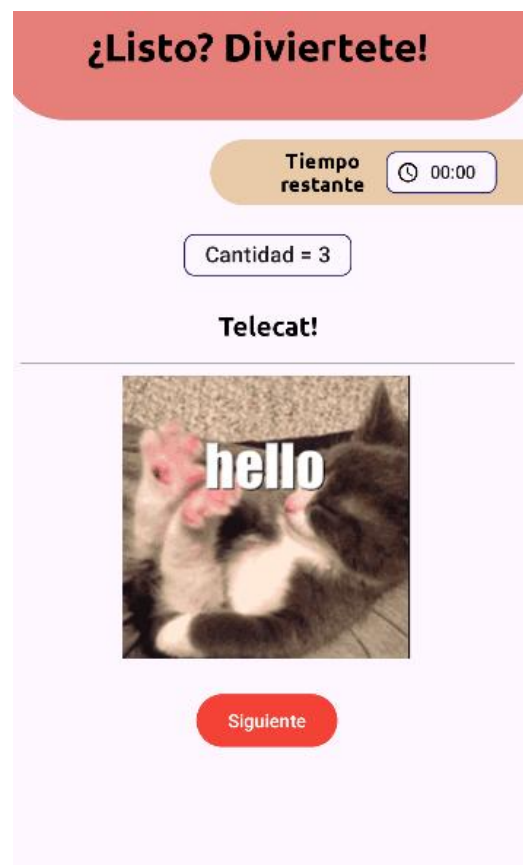 ¿Listo? Diviertete!
Tiempo
restante
00:00
Cantidad = 3
Telecat!
hello
Siguiente